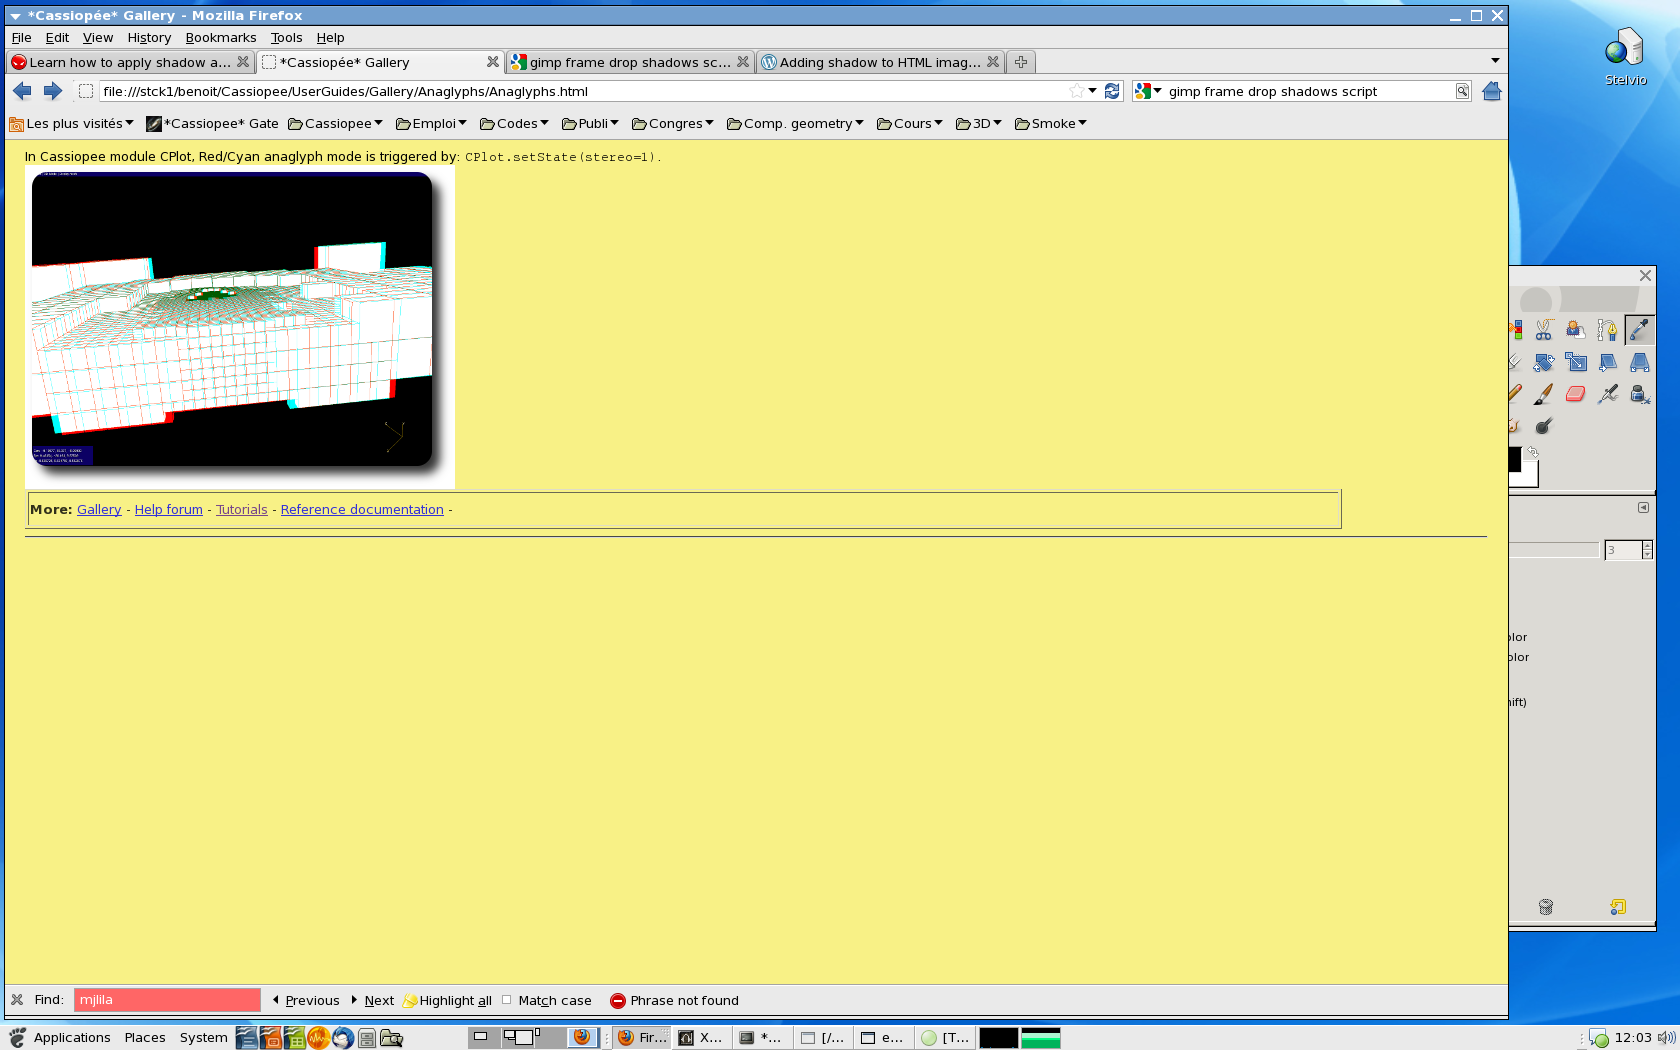 *Cassiopée* Gallery - Mozilla Firefox
File Edit View History Bookmarks Tools Help
Learn how to apply shadow a... *Cassiopée* Gallery gimp frame drop shadows sc... Adding shadow to HTML imag...
file:///stck1/benoit/Cassiopee/UserGuides/Gallery/Anaglyphs/Anaglyphs.html gimp frame drop shadows script
Les plus visités *Cassiopee* Gate Cassiopee Emploi Codes Publi Congres Comp. geometry Cours 3D Smoke
Stelvio
In Cassiopee module CPlot, Red/Cyan anaglyph mode is triggered by: CPlot.setState(stereo=1).
More: Gallery - Help forum - Tutorials - Reference documentation -
3
olor
olor
ift)
Find: mjlila Previous Next Highlight all Match case Phrase not found
Applications Places System Fir... X... *... [/... e... [T... 12:03